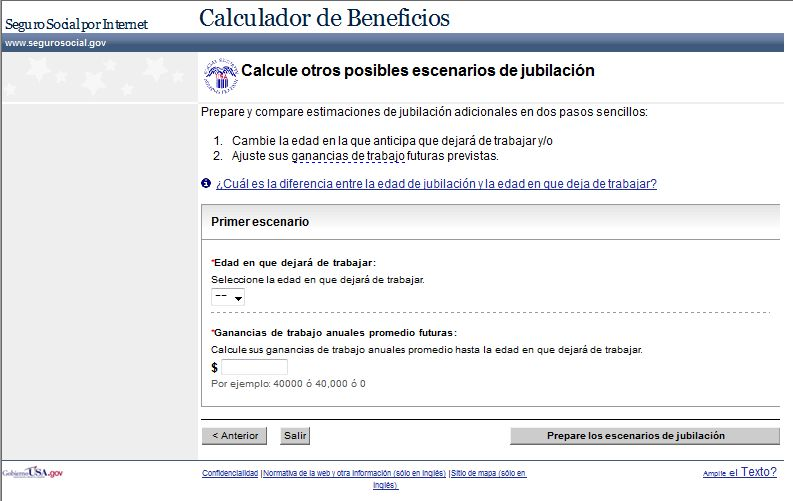 Seguro Social por Internet
Calculador de Beneficios
www.segurosocial.gov
Calcule otros posibles escenarios de jubilación
Prepare y compare estimaciones de jubilación adicionales en dos pasos sencillos:
1. Cambie la edad en la que anticipa que dejará de trabajar y/o
2. Ajuste sus ganancias de trabajo futuras previstas.
¿Cuál es la diferencia entre la edad de jubilación y la edad en que deja de trabajar?
Primer escenario
*Edad en que dejará de trabajar:
Seleccione la edad en que dejará de trabajar.
--
*Ganancias de trabajo anuales promedio futuras:
Calcule sus ganancias de trabajo anuales promedio hasta la edad en que dejará de trabajar.
$
Por ejemplo: 40000 ó 40,000 ó 0
< Anterior Salir Prepare los escenarios de jubilación
GobiernoUSA.gov
Confidencialidad |Normativa de la web y otra información (sólo en inglés) |Sitio de mapa (sólo en
inglés).
Amplíe el Texto?